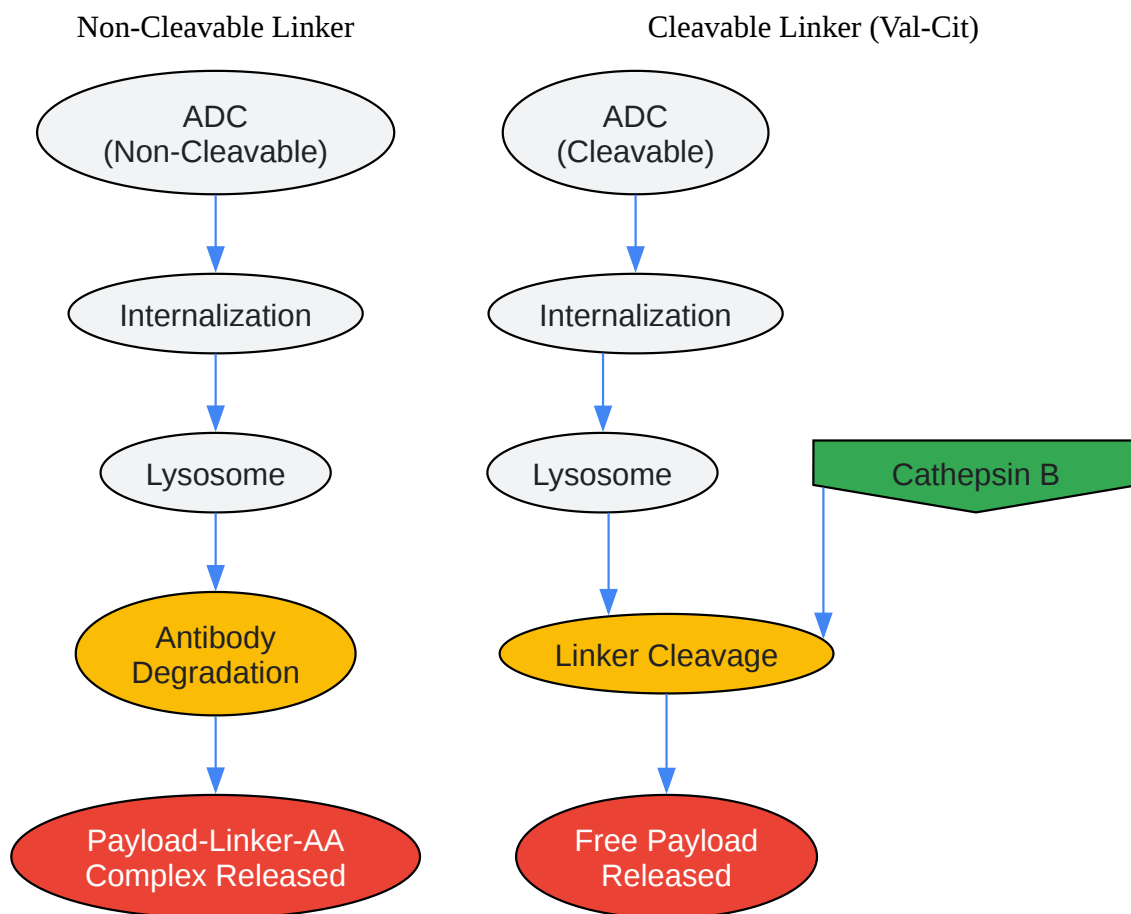 Non-Cleavable Linker
ADC
(Non-Cleavable)
Internalization
Lysosome
Antibody
Degradation
Payload-Linker-AA
Complex Released
Cleavable Linker (Val-Cit)
ADC
(Cleavable)
Internalization
Lysosome
Cathepsin B
Linker Cleavage
Free Payload
Released